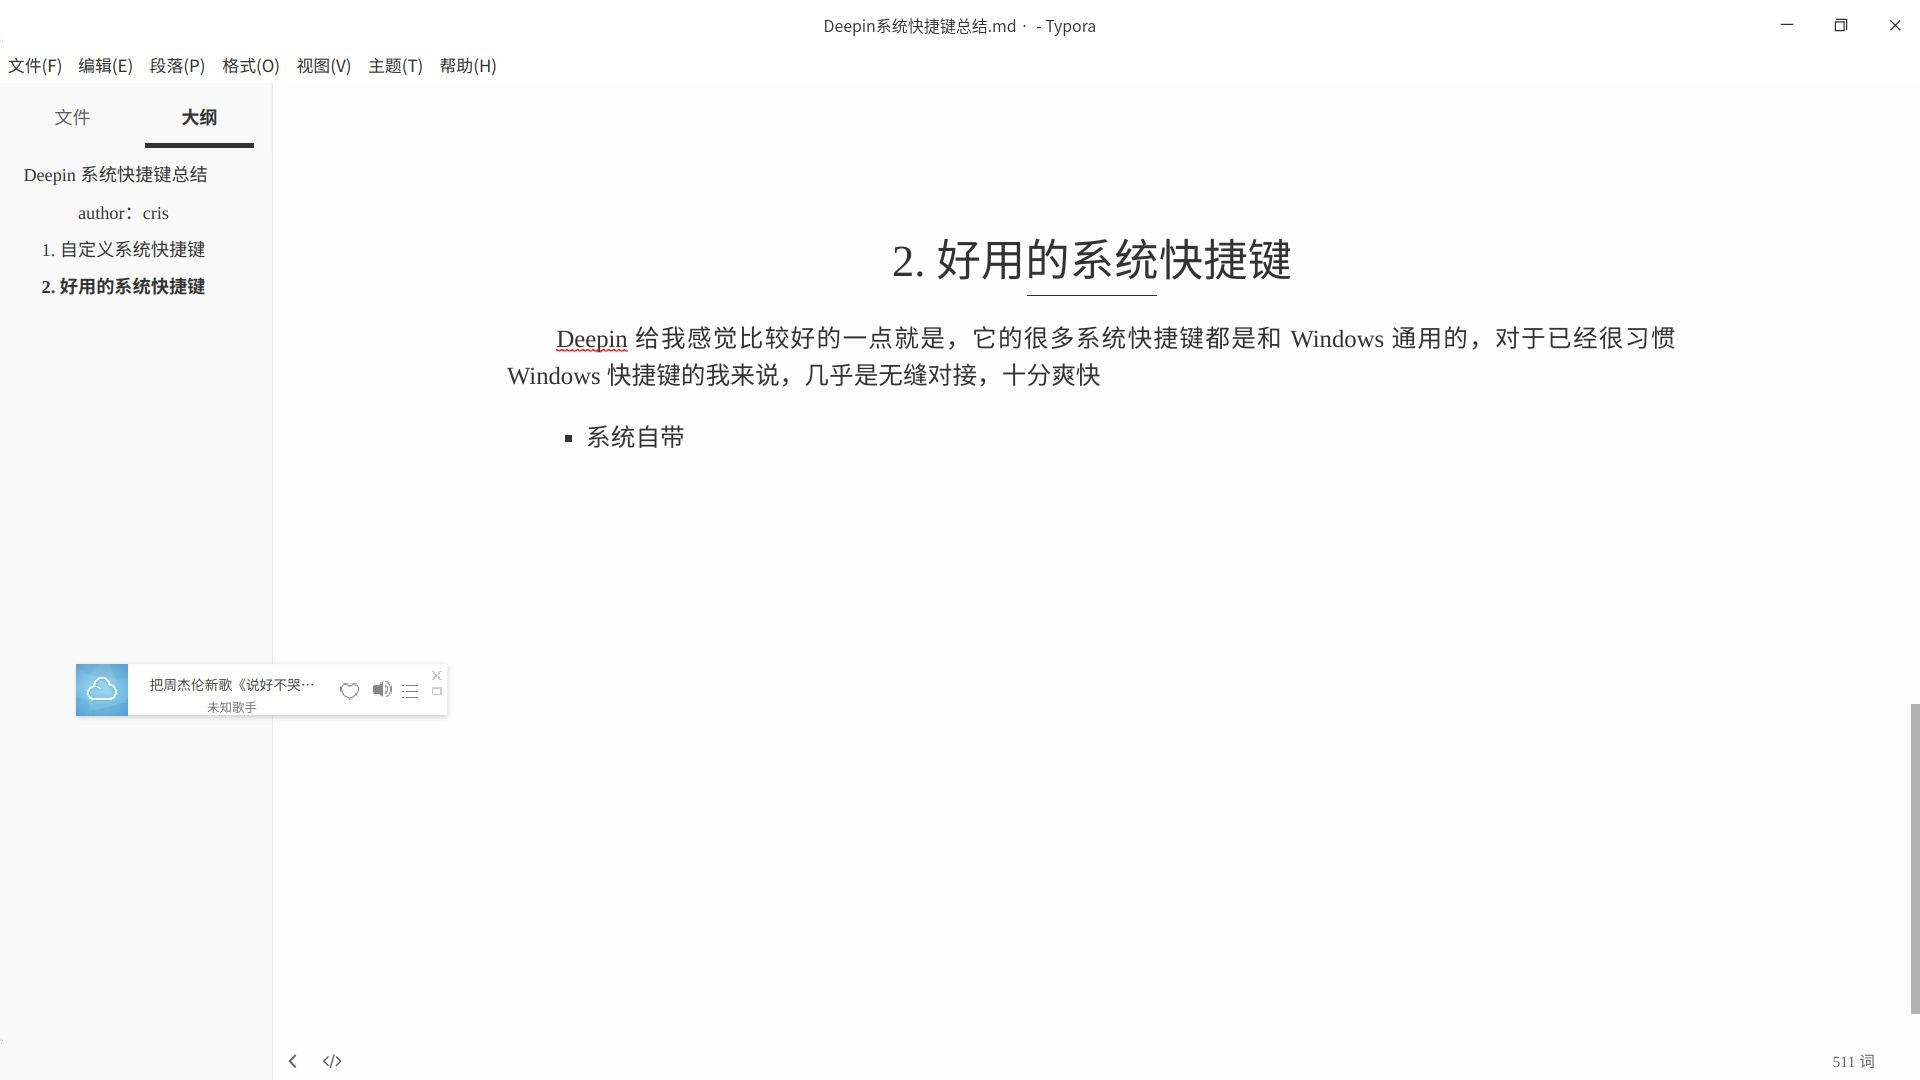 Deepin系统快捷键总结.md · - Typora
文件(F) 编辑(E) 段落(P) 格式(O) 视图(V) 主题(T) 帮助(H)
文件 大纲
Deepin 系统快捷键总结
author：cris
1. 自定义系统快捷键
2. 好用的系统快捷键
2. 好用的系统快捷键
Deepin 给我感觉比较好的一点就是，它的很多系统快捷键都是和 Windows 通用的，对于已经很习惯
Windows 快捷键的我来说，几乎是无缝对接，十分爽快
▪ 系统自带
把周杰伦新歌《说好不哭…
未知歌手
511 词